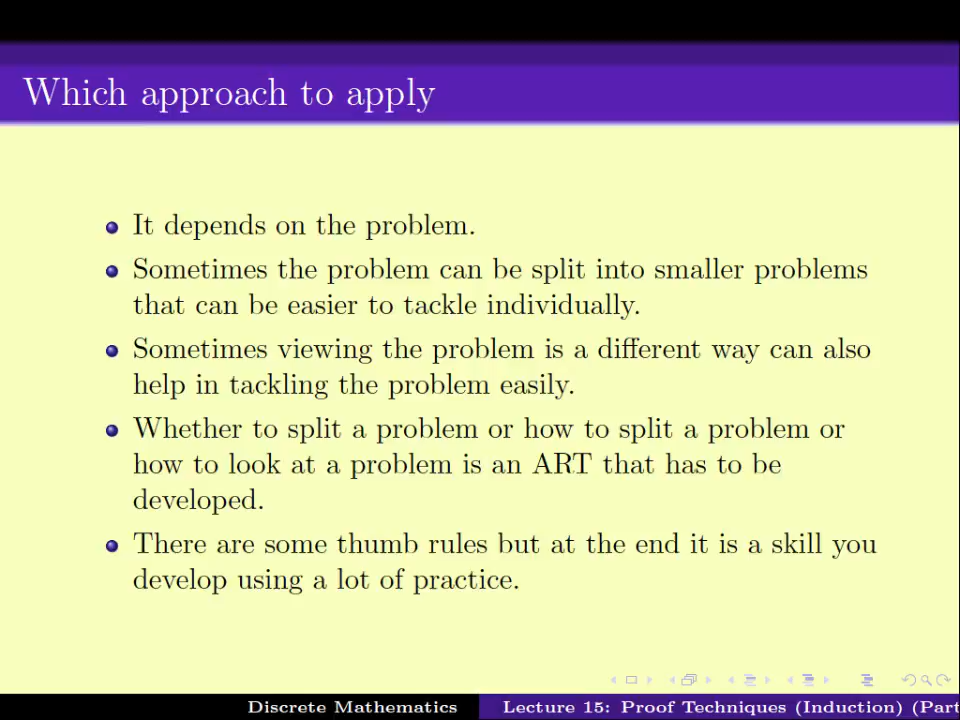 Which approach to apply
It depends on the problem.
Sometimes the problem can be split into smaller problems
that can be easier to tackle individually.
Sometimes viewing the problem is a different way can also
help in tackling the problem easily.
Whether to split a problem or how to split a problem or
how to look at a problem is an ART that has to be
developed.
There are some thumb rules but at the end it is a skill you
develop using a lot of practice.
Discrete Mathematics
Lecture 15: Proof Techniques (Induction) (Part